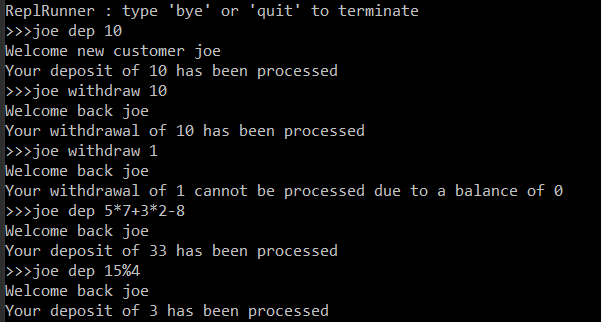 ReplRunner : type 'bye' or 'quit' to terminate
>>>joe dep 10
Welcome new customer joe
Your deposit of 10 has been processed
>>>joe withdraw 10
Welcome back joe
Your withdrawal of 10 has been processed
>>>joe withdraw 1
Welcome back joe
Your withdrawal of 1 cannot be processed due to a balance of 0
>>>joe dep 5*7+3*2-8
Welcome back joe
Your deposit of 33 has been processed
>>>joe dep 15%4
Welcome back joe
Your deposit of 3 has been processed